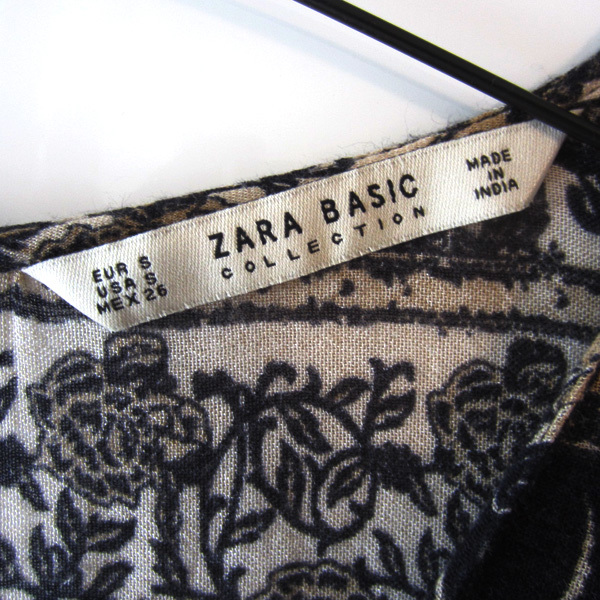 EUR S
USA S
MEX 26
ZARA BASIC
COLLECTION
MADE
IN
INDIA